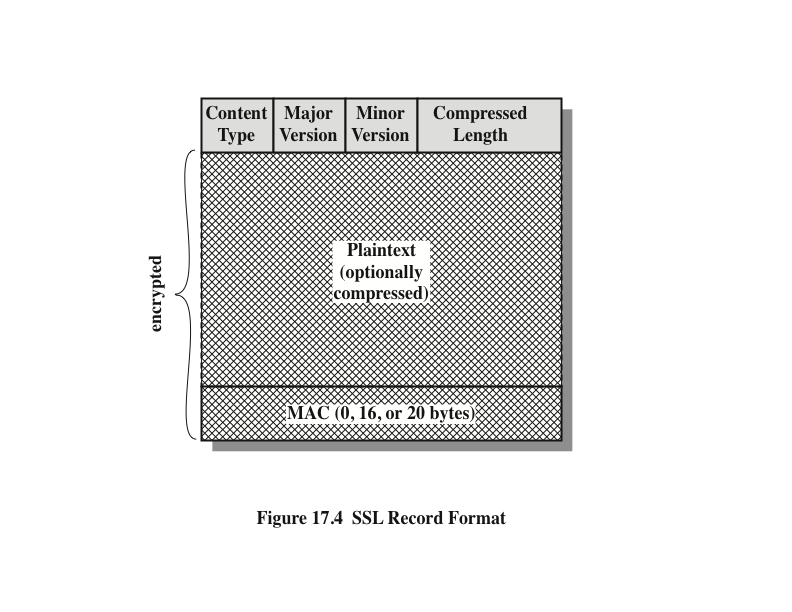 Content Type
Major Version
Minor Version
Compressed Length
encrypted
Plaintext
(optionally
compressed)
MAC (0, 16, or 20 bytes)
Figure 17.4 SSL Record Format